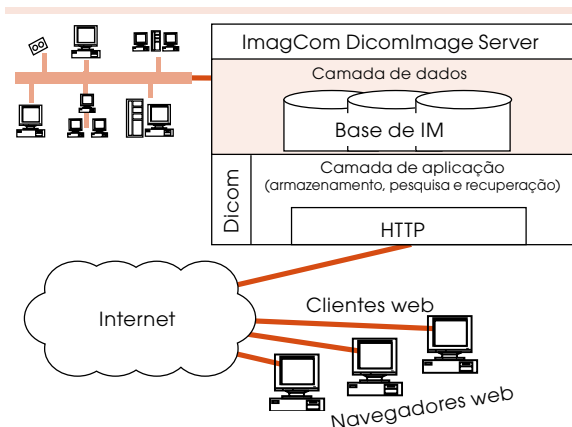 ImagCom DicomImage Server
Camada de dados
Base de IM
Dicom
Camada de aplicação
(armazenamento, pesquisa e recuperação)
HTTP
Internet
Clientes web
Navegadores web